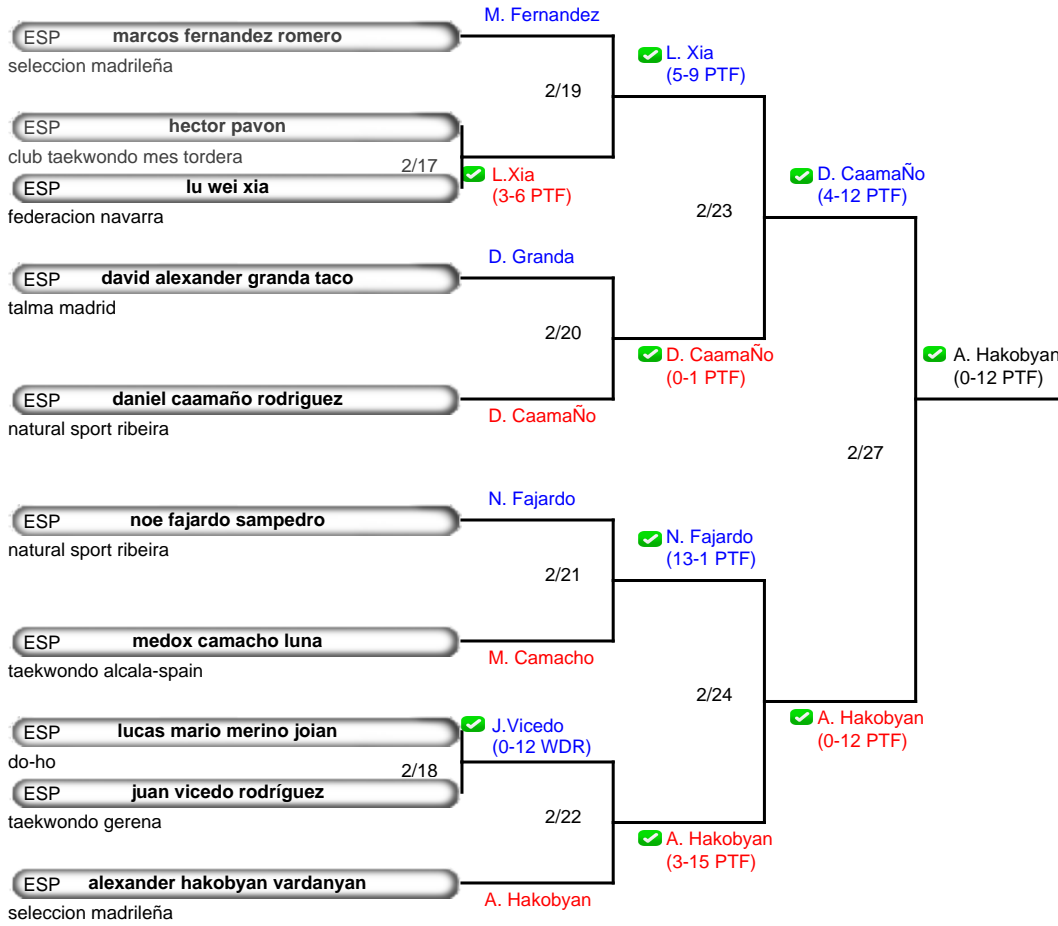 M. Fernandez
ESP marcos fernandez romero
seleccion madrileña
L. Xia
(5-9 PTF)
2/19
ESP hector pavon
club taekwondo mes tordera
2/17
L.Xia
(3-6 PTF)
ESP lu wei xia
federacion navarra
D. CaamaÑo
(4-12 PTF)
2/23
D. Granda
ESP david alexander granda taco
talma madrid
2/20
D. CaamaÑo
(0-1 PTF)
A. Hakobyan
(0-12 PTF)
ESP daniel caamaño rodriguez
D. CaamaÑo
natural sport ribeira
2/27
N. Fajardo
ESP noe fajardo sampedro
natural sport ribeira
N. Fajardo
(13-1 PTF)
2/21
ESP medox camacho luna
M. Camacho
taekwondo alcala-spain
2/24
ESP lucas mario merino joian
do-ho
J.Vicedo
(0-12 WDR)
A. Hakobyan
(0-12 PTF)
2/18
ESP juan vicedo rodríguez
taekwondo gerena
2/22
A. Hakobyan
(3-15 PTF)
ESP alexander hakobyan vardanyan
A. Hakobyan
seleccion madrileña